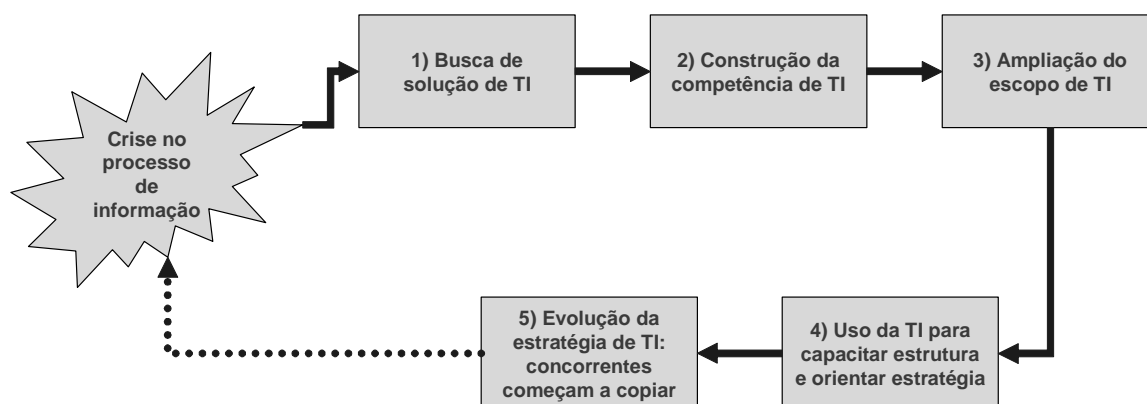 Crise no
processo
de
informação
1) Busca de
solução de TI
2) Construção da
competência de TI
3) Ampliação do
escopo de TI
4) Uso da TI para
capacitar estrutura
e orientar estratégia
5) Evolução da
estratégia de TI:
concorrentes
começam a copiar